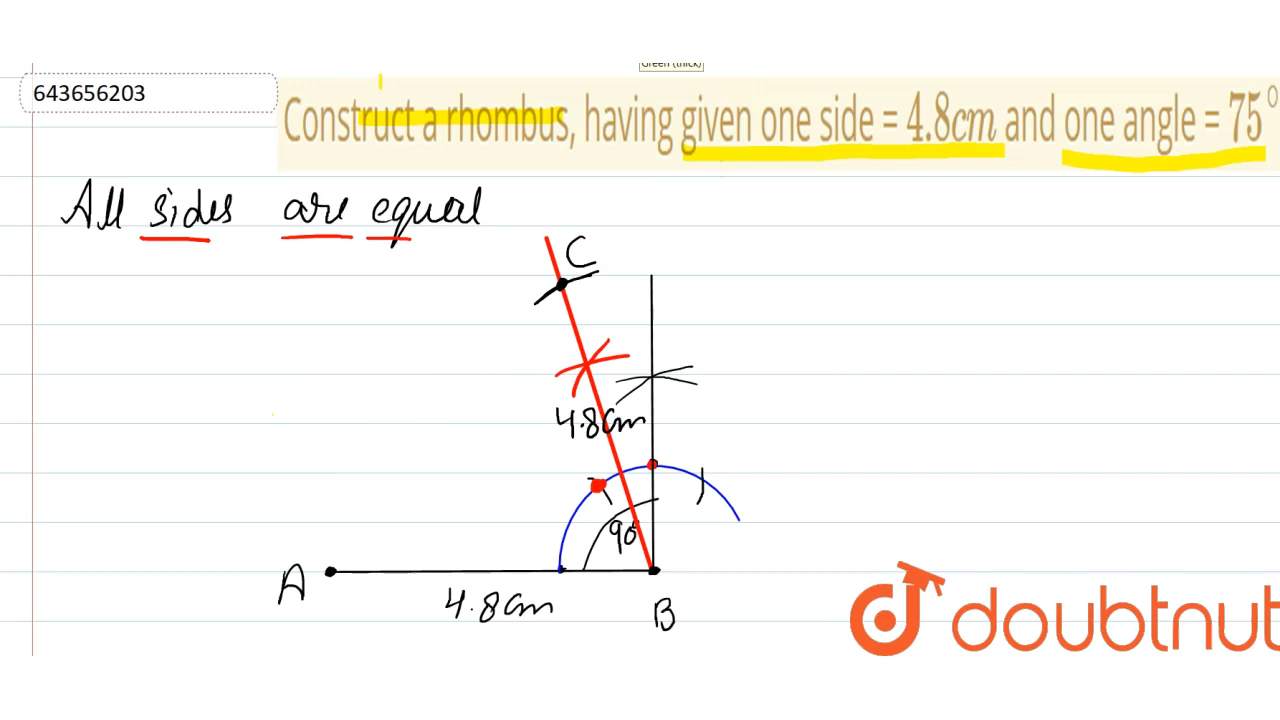 Green (thick)
643656203
Construct a rhombus, having given one side = 4.8cm and one angle = 75°
All sides are equal
C
4.8cm
90°
A
4.8cm
B
doubtnut